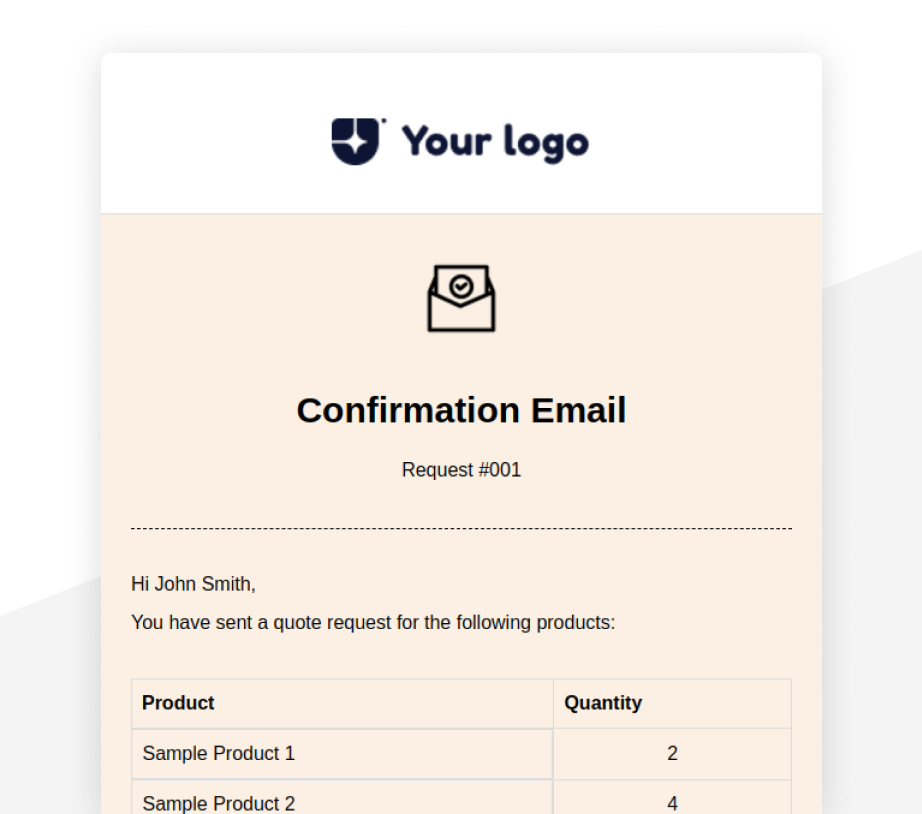 Your logo
Confirmation Email
Request #001
Hi John Smith,
You have sent a quote request for the following products:
Product Quantity
Sample Product 1 2
Sample Product 2 4